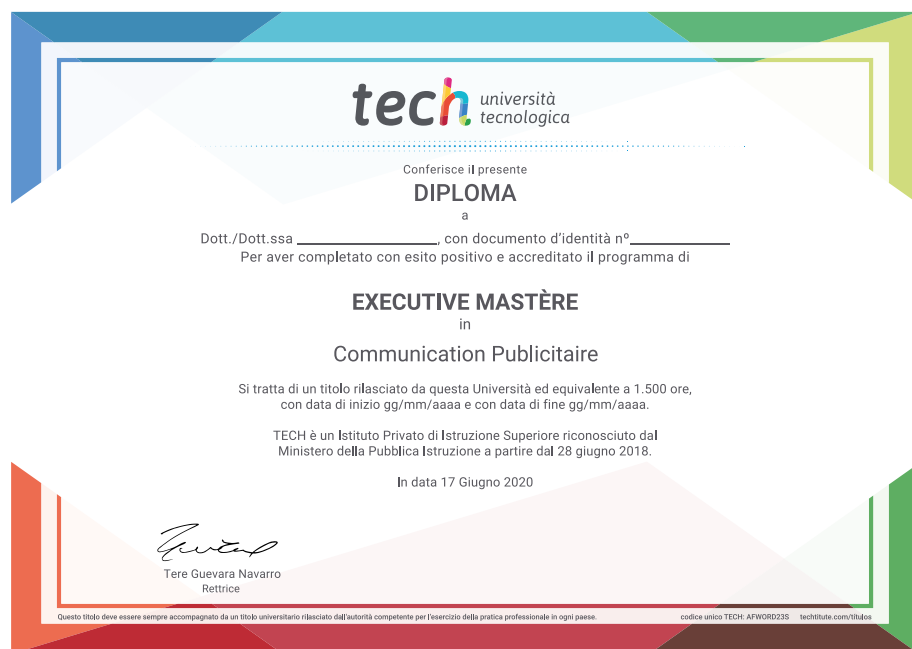 tech università
tecnologica
Conferisce il presente
DIPLOMA
a
Dott./Dott.ssa ____________________, con documento d'identità nº______________
Per aver completato con esito positivo e accreditato il programma di
EXECUTIVE MASTÈRE
in
Communication Publicitaire
Si tratta di un titolo rilasciato da questa Università ed equivalente a 1.500 ore,
con data di inizio gg/mm/aaaa e con data di fine gg/mm/aaaa.
TECH è un Istituto Privato di Istruzione Superiore riconosciuto dal
Ministero della Pubblica Istruzione a partire dal 28 giugno 2018.
In data 17 Giugno 2020
Tere Guevara Navarro
Rettrice
Questo titolo deve essere sempre accompagnato da un titolo universitario rilasciato dall'autorità competente per l'esercizio della pratica professionale in ogni paese. codice unico TECH: AFWORD23S techtitute.com/titulos